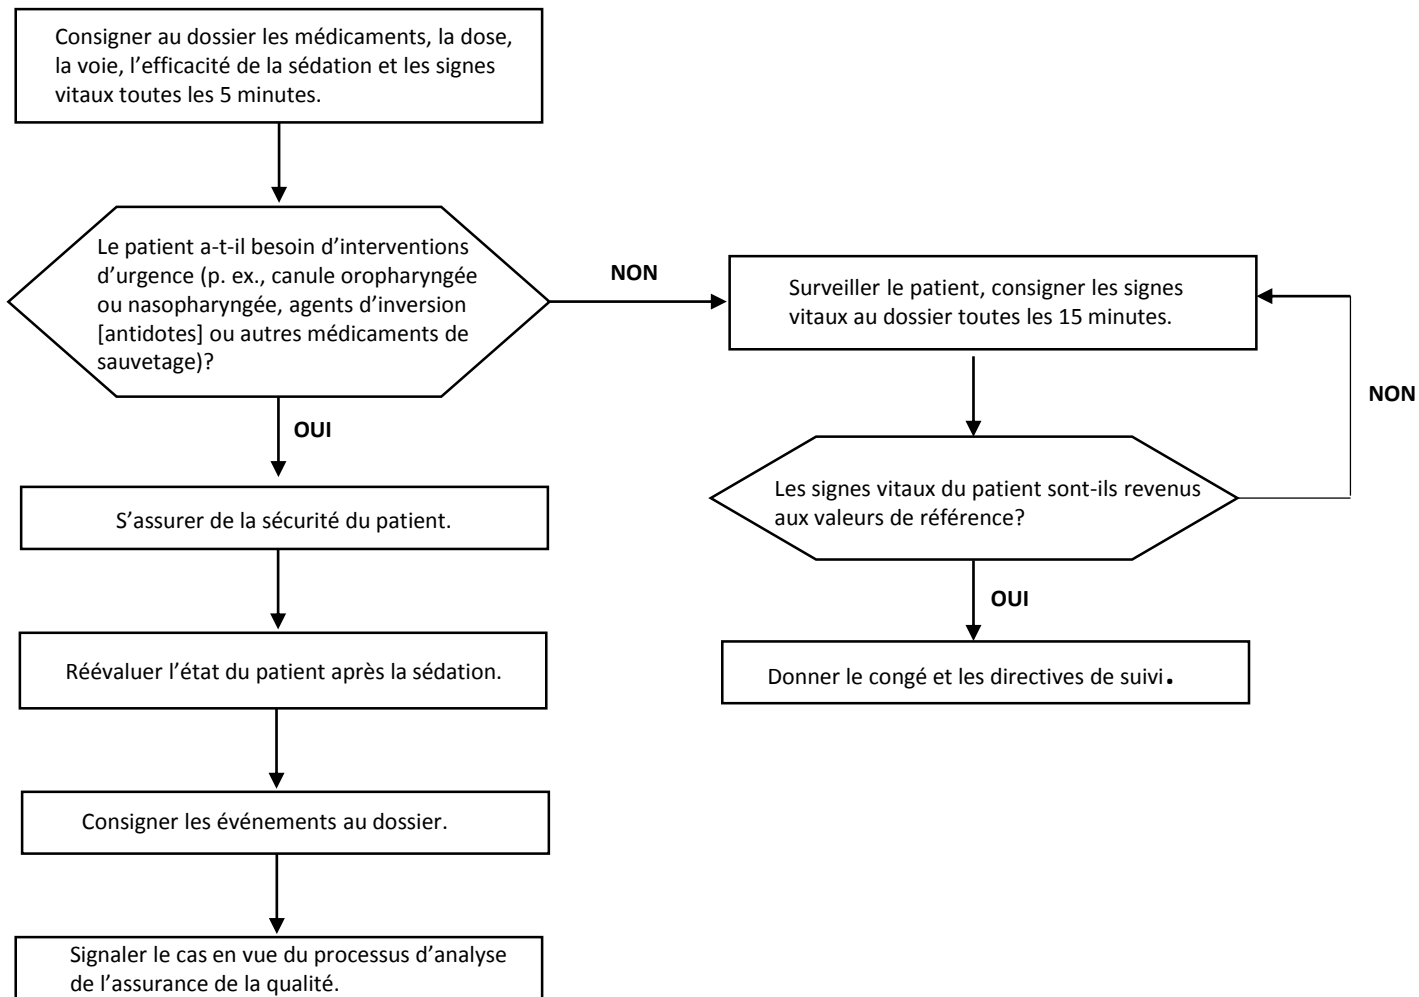 Consigner au dossier les médicaments, la dose,
la voie, l’efficacité de la sédation et les signes
vitaux toutes les 5 minutes.
Le patient a-t-il besoin d’interventions
d’urgence (p. ex., canule oropharyngée
ou nasopharyngée, agents d’inversion
[antidotes] ou autres médicaments de
sauvetage)?
NON
Surveiller le patient, consigner les signes
vitaux au dossier toutes les 15 minutes.
NON
OUI
Les signes vitaux du patient sont-ils revenus
aux valeurs de référence?
S’assurer de la sécurité du patient.
OUI
Réévaluer l’état du patient après la sédation.
Donner le congé et les directives de suivi.
Consigner les événements au dossier.
Signaler le cas en vue du processus d’analyse
de l’assurance de la qualité.